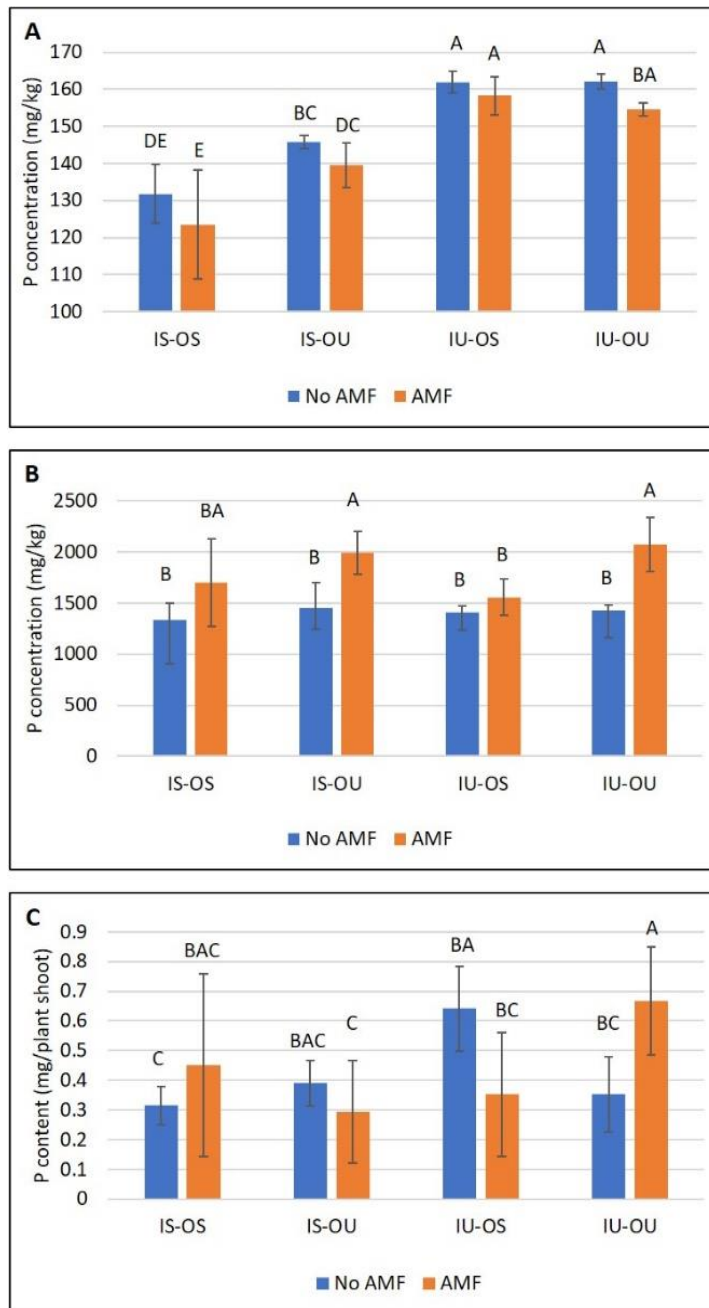 A
P concentration (mg/kg)
170
160
150
140
130
120
110
100
DE E BC DC A A A BA
IS-OS IS-OU IU-OS IU-OU
No AMF AMF
B
P concentration (mg/kg)
2500
2000
1500
1000
500
0
B BA B A B B B A
IS-OS IS-OU IU-OS IU-OU
No AMF AMF
C
P content (mg/plant shoot)
0.9
0.8
0.7
0.6
0.5
0.4
0.3
0.2
0.1
0
C BAC BAC C BA BC BC A
IS-OS IS-OU IU-OS IU-OU
No AMF AMF